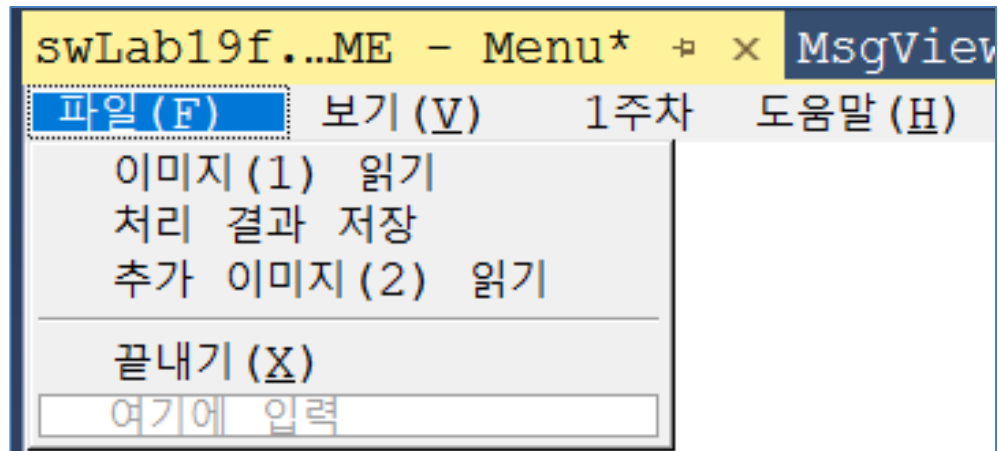 swLab19f.…ME - Menu* MsgView
파일(F) 보기(V) 1주차 도움말(H)
이미지(1) 읽기
처리 결과 저장
추가 이미지(2) 읽기
끝내기(X)
여기에 입력